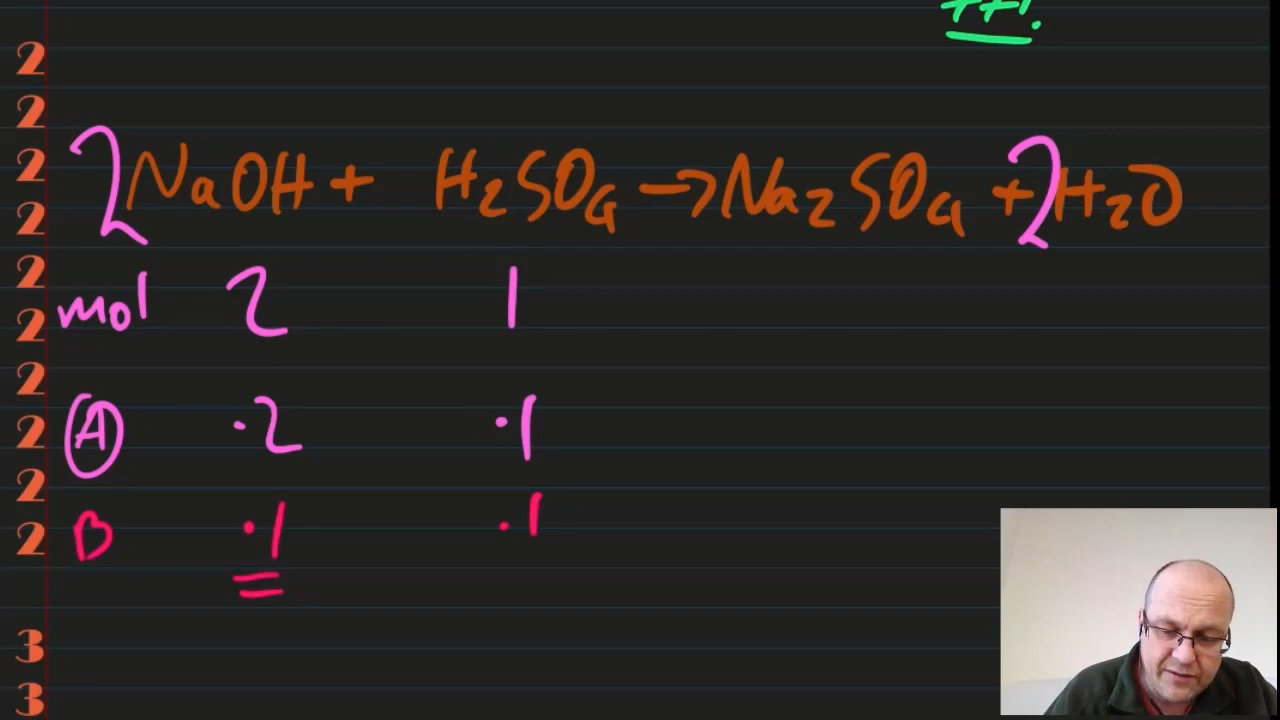 2
2
2 2NaOH + H₂SO₄ → Na₂SO₄ + 2H₂O
2
2 mol 2 1
2
2
2 A ·2 ·1
2
2 B ·1 ·1
3
3